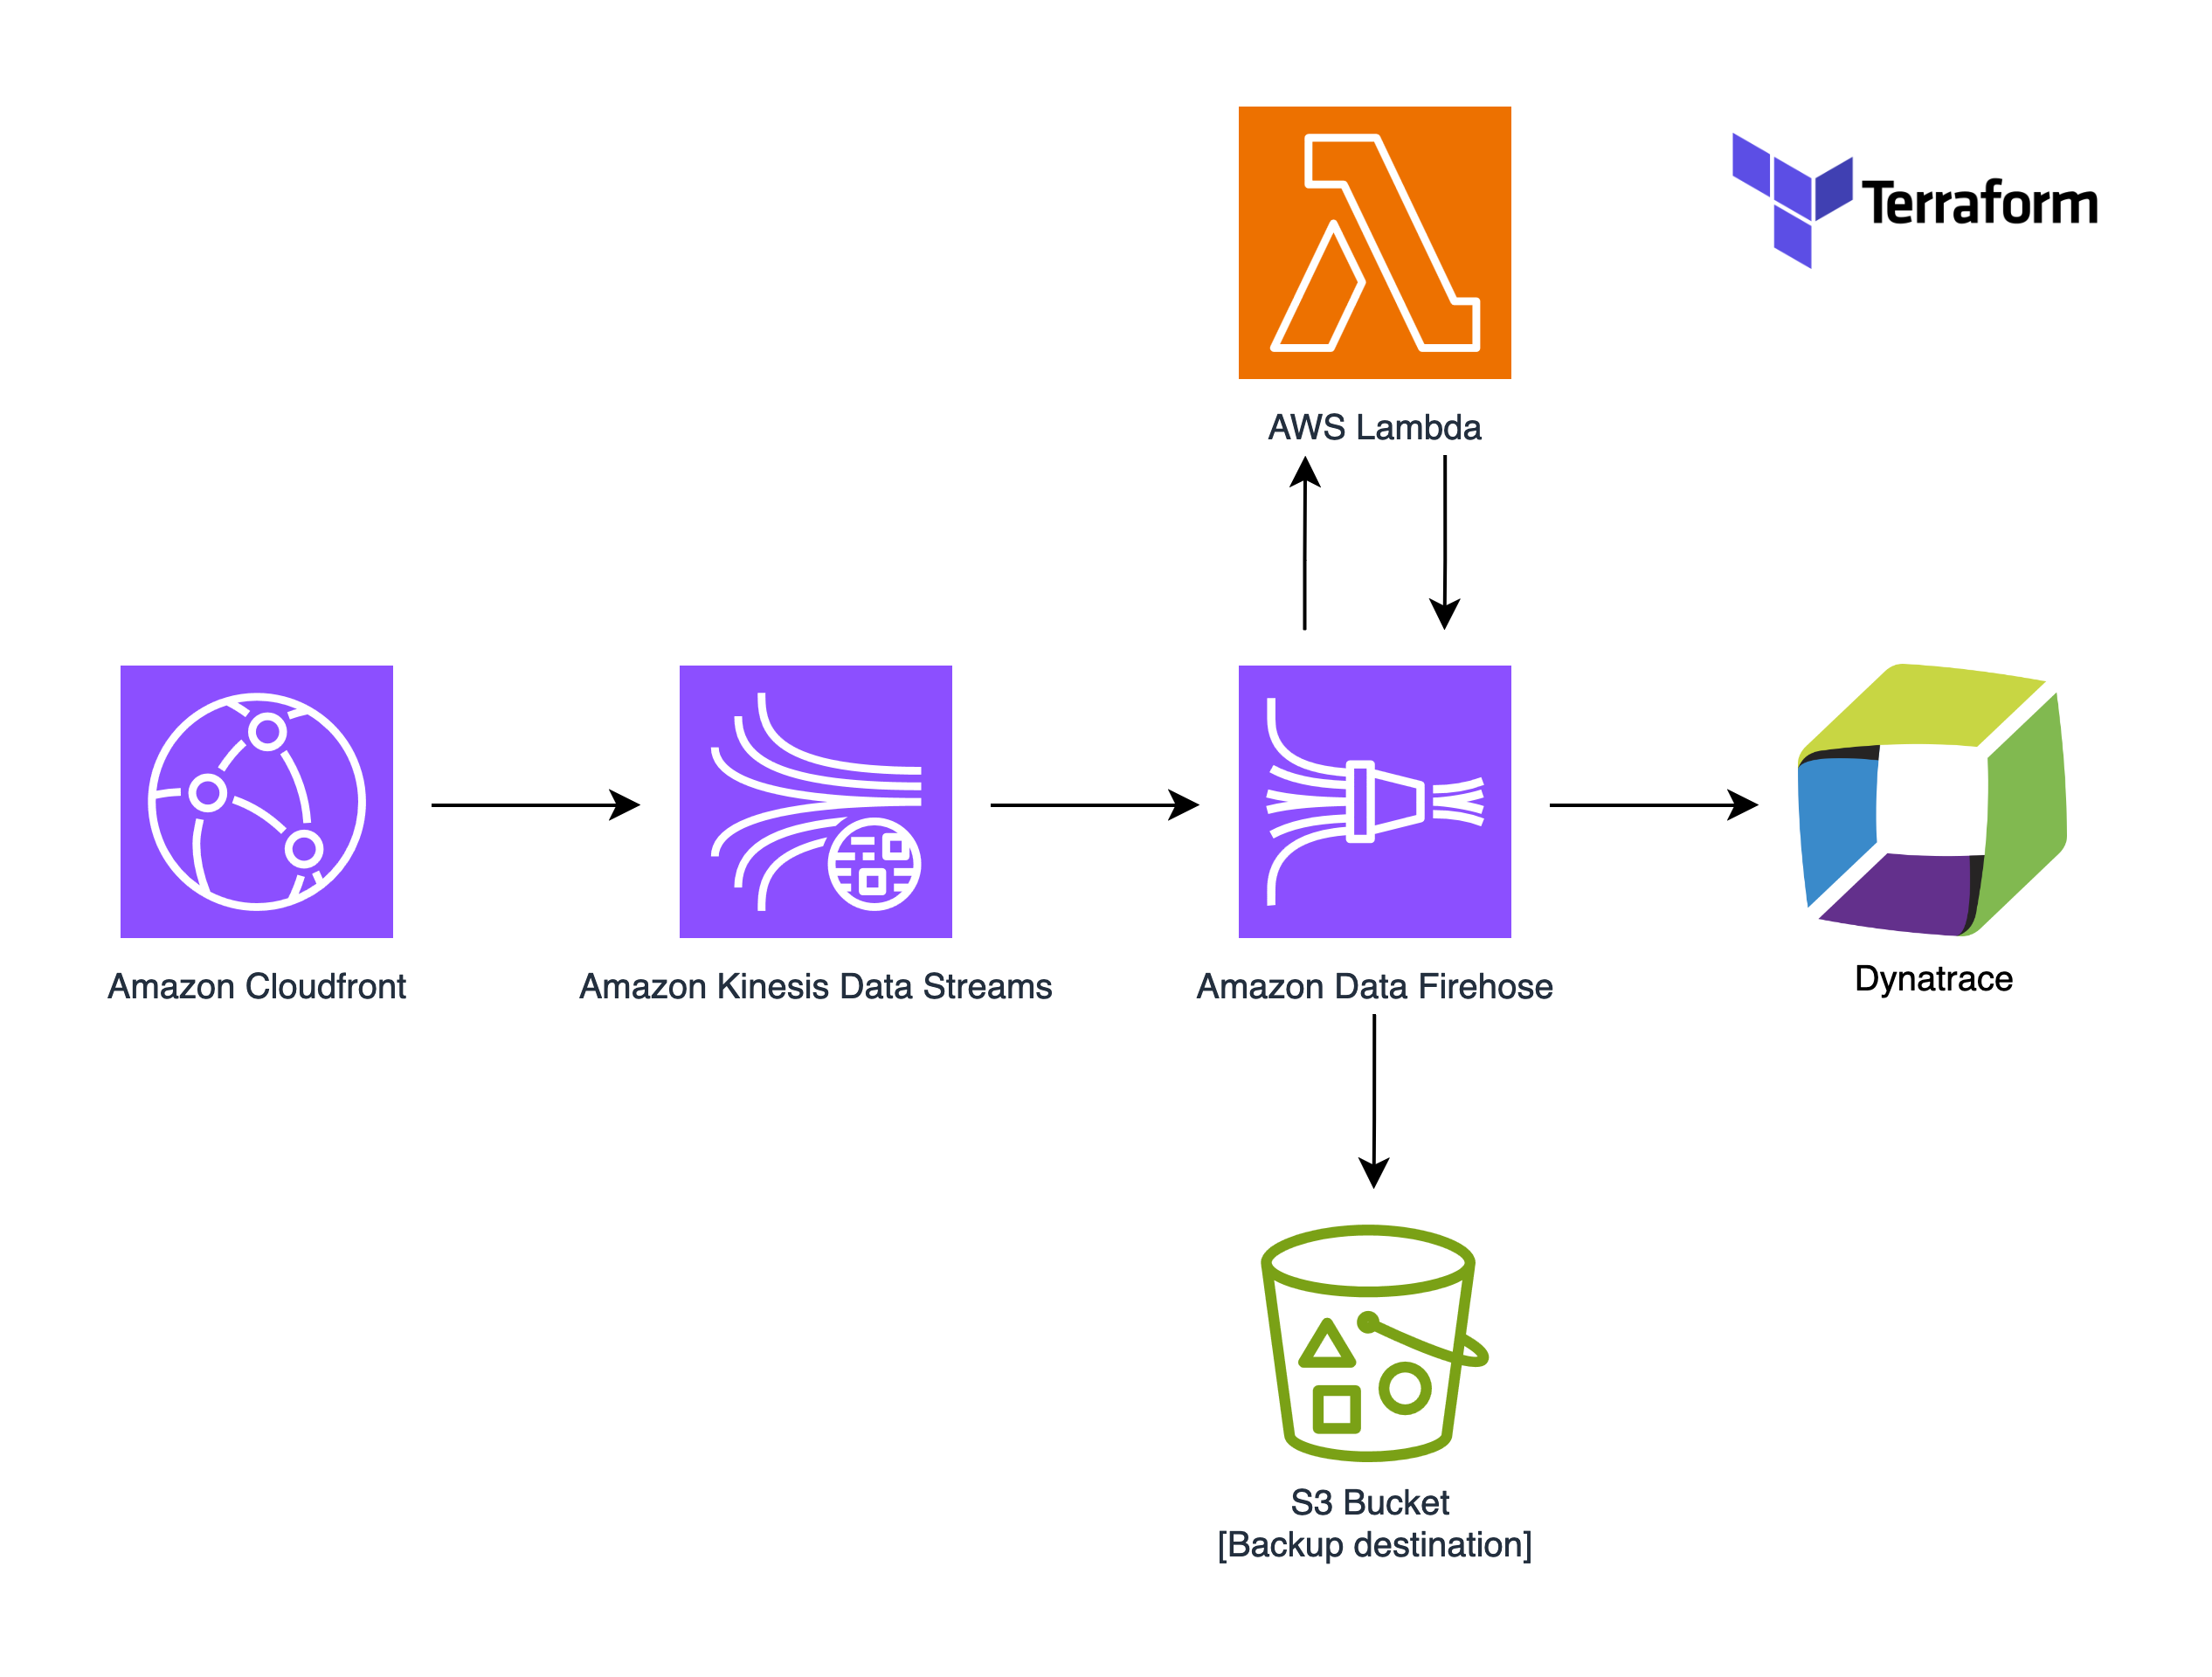 Terraform
AWS Lambda
Amazon Cloudfront
Amazon Kinesis Data Streams
Amazon Data Firehose
Dynatrace
S3 Bucket
[Backup destination]